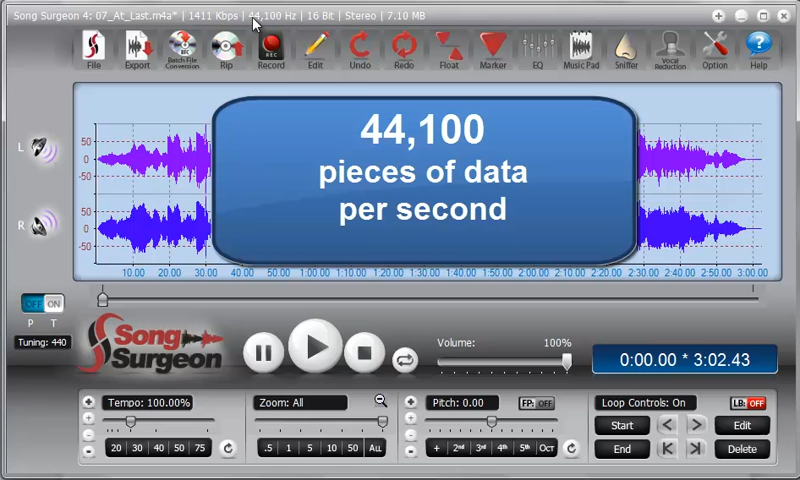 Song Surgeon 4: 07_At_Last.m4a* | 1411 Kbps | 44,100 Hz | 16 Bit | Stereo | 7.10 MB
File Export Batch File Conversion Rip Record Edit Undo Redo Float Marker EQ Music Pad Sniffer Vocal Reduction Option Help
REC
REC
44,100
pieces of data
per second
L
50
0
-50
R
50
0
-50
10.00 20.00 30.00 40.00 50.00 1:00.00 1:10.00 1:20.00 1:30.00 1:40.00 1:50.00 2:00.00 2:10.00 2:20.00 2:30.00 2:40.00 2:50.00 3:00.00
OFF ON
P T
Tuning: 440
Song
Surgeon
Volume: 100%
0:00.00 * 3:02.43
Tempo: 100.00%
20 30 40 50 75
Zoom: All
.5 1 5 10 50 ALL
Pitch: 0.00 FP: OFF
+ 2nd 3rd 4th 5th Oct
Loop Controls: On LB: OFF
Start < > Edit
End Delete